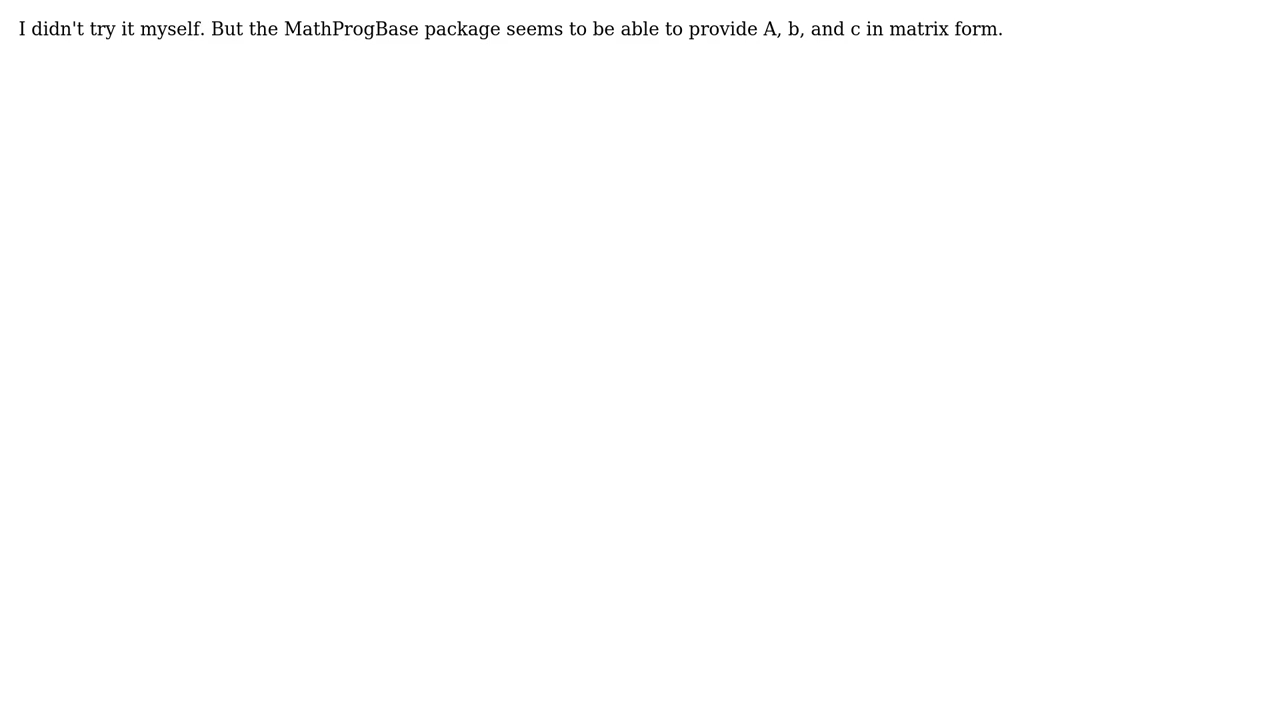 I didn't try it myself. But the MathProgBase package seems to be able to provide A, b, and c in matrix form.